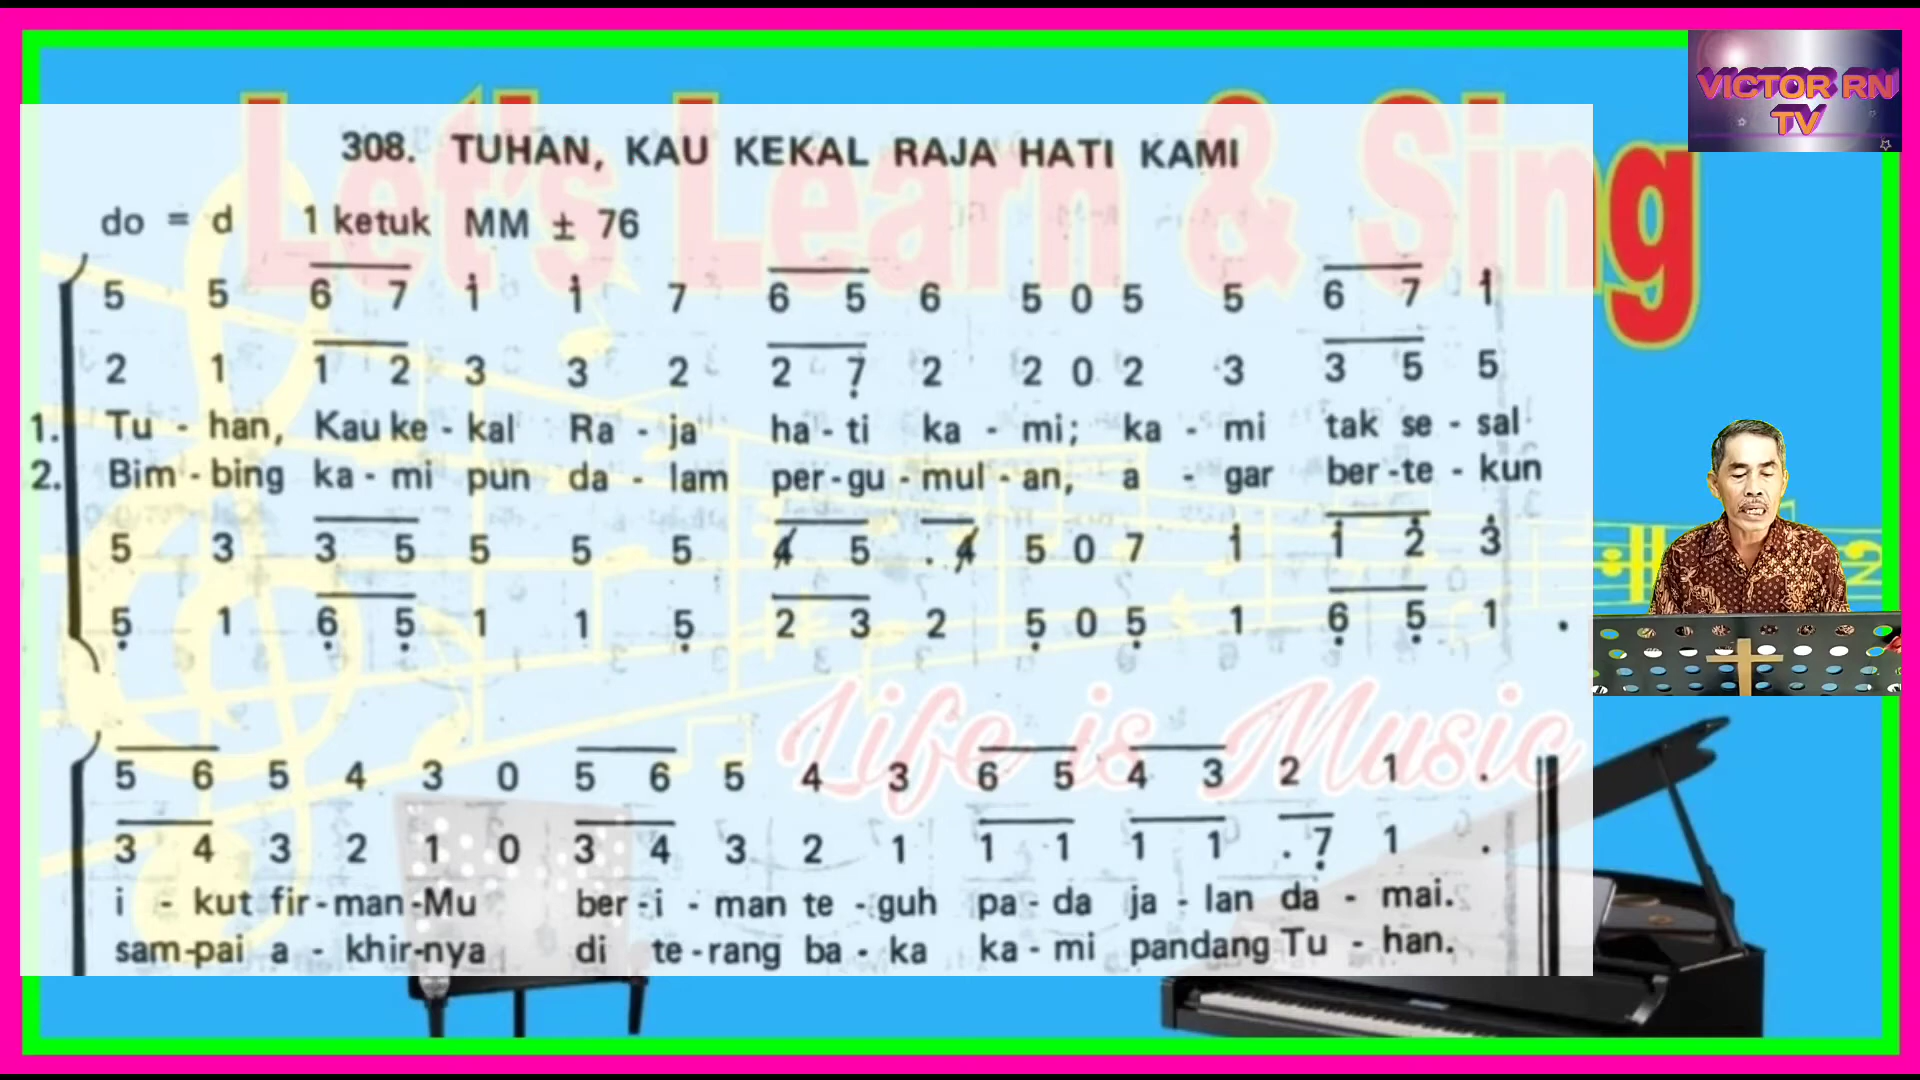 Let's Learn & Sing
VICTOR RN
TV
308. TUHAN, KAU KEKAL RAJA HATI KAMI
do = d 1 ketuk MM ± 76
5 5 6 7 1̇ 1̇ 7 6 5 6 5 0 5 5 6 7 1̇
2 1 1 2 3 3 2 2 7̣ 2 2 0 2 3 3 5 5
1. Tu - han, Kau ke - kal Ra - ja ha - ti ka - mi; ka - mi tak se - sal
2. Bim - bing ka - mi pun da - lam per - gu - mul - an, a - gar ber - te - kun
5 3 3 5 5 5 5 4̸ 5 . 4̸ 5 0 7 1̇ 1̇ 2̇ 3̇
5̣ 1 6̣ 5̣ 1 1 5̣ 2 3 2 5̣ 0 5̣ 1 6̣ 5̣ 1 .
Life is Music
5 6 5 4 3 0 5 6 5 4 3 6 5 4 3 2 1 .
3 4 3 2 1 0 3 4 3 2 1 1 1 1 1 . 7̣ 1 .
i - kut fir - man - Mu ber - i - man te - guh pa - da ja - lan da - mai.
sam-pai a - khir-nya di te - rang ba - ka ka - mi pandang Tu - han.